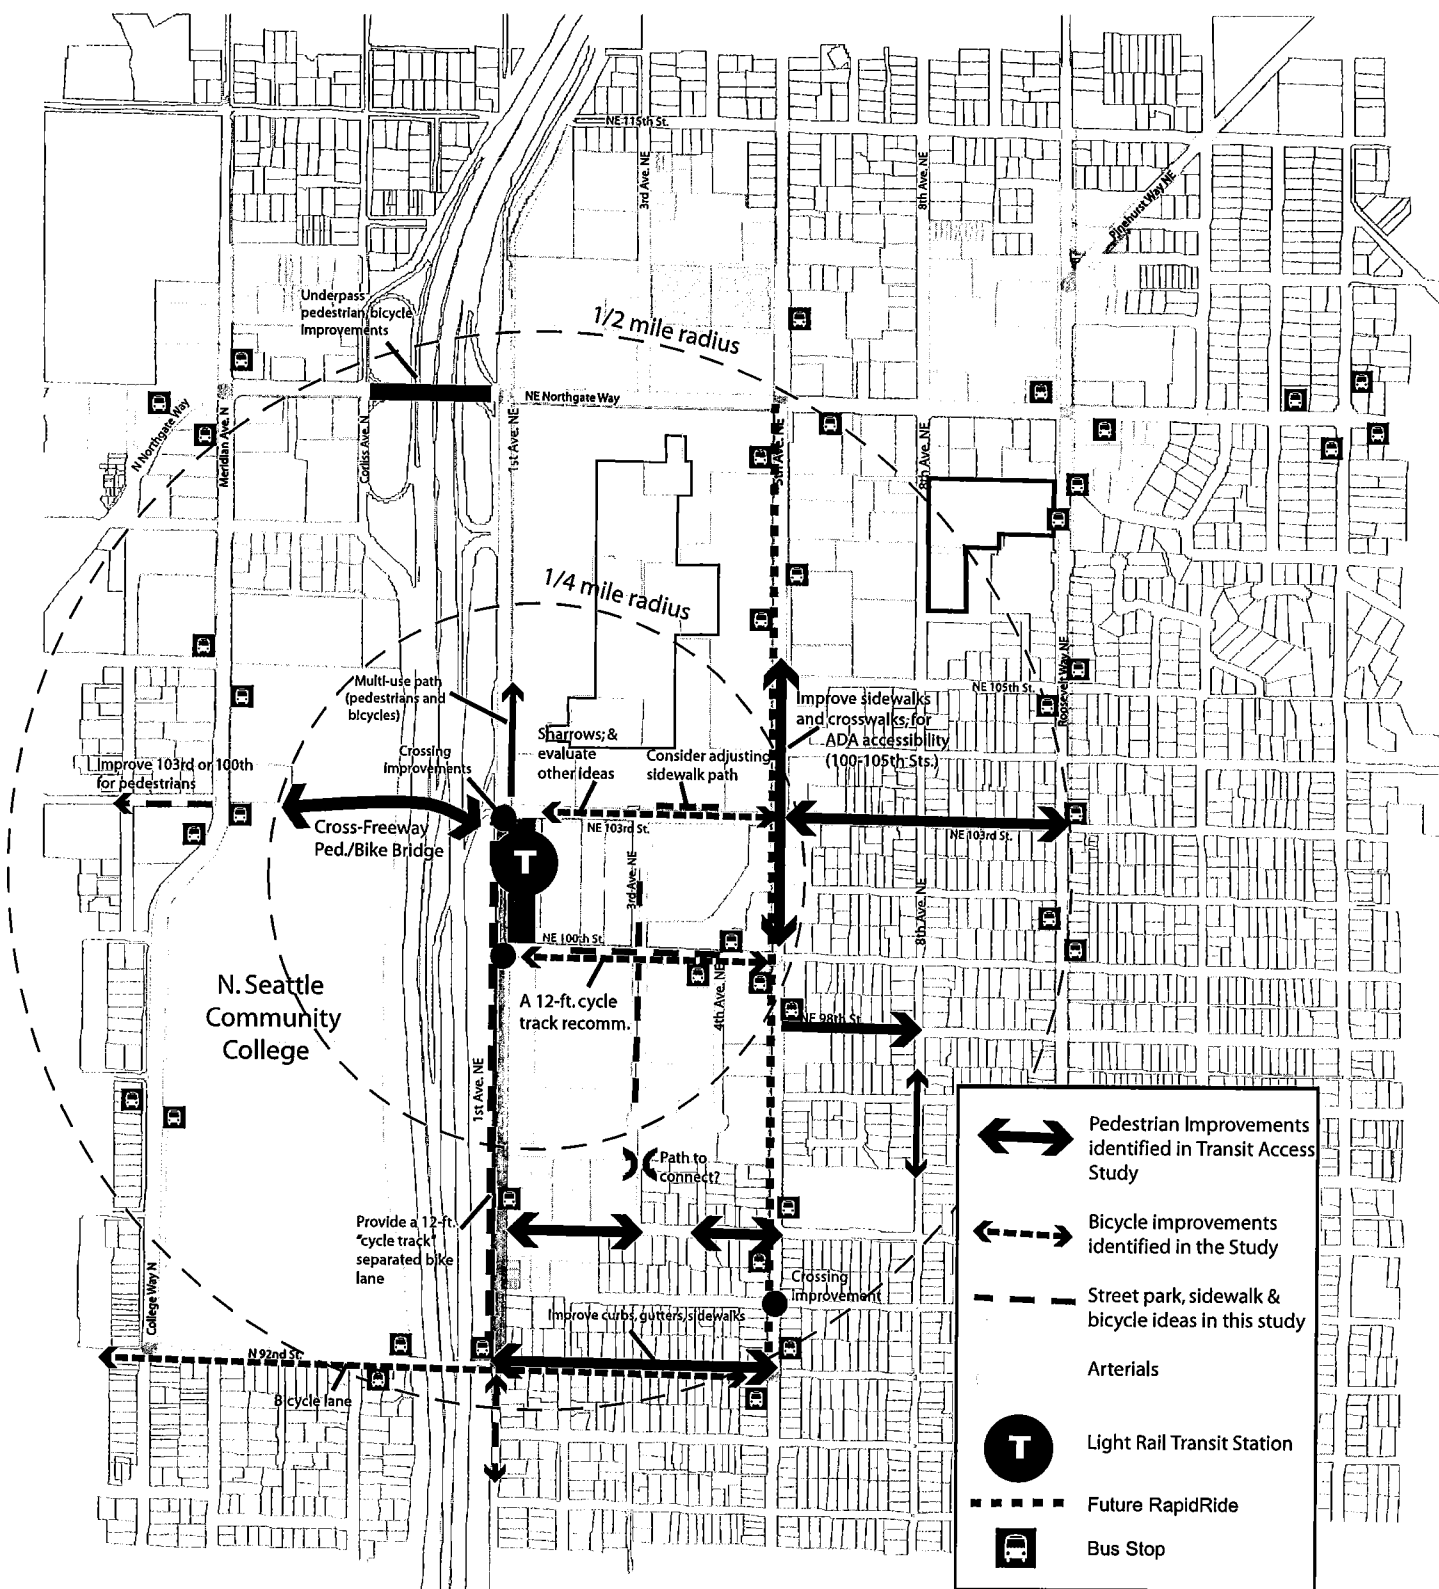 NE 115th St.
3rd Ave. NE
8th Ave. NE
Pinehurst Way NE
Underpass
pedestrian, bicycle
Improvements
1/2 mile radius
N Northgate Way
Meridian Ave. N
Corliss Ave. N
1st Ave. NE
NE Northgate Way
5th Ave. NE
8th Ave. NE
1/4 mile radius
Roosevelt Way NE
NE 105th St.
Multi-use path
(pedestrians and
bicycles)
Improve sidewalks
and crosswalks, for
ADA accessibility
(100-105th Sts.)
Sharrows; &
evaluate
other ideas
Consider adjusting
sidewalk path
Crossing
improvements
Improve 103rd or 100th
for pedestrians
Cross-Freeway
Ped./Bike Bridge
NE 103rd St.
NE 103rd St.
T
3rd Ave. NE
8th Ave. NE
NE 100th St.
A 12-ft. cycle
track recomm.
4th Ave. NE
NE 98th St.
N. Seattle
Community
College
1st Ave. NE
Path to
connect?
Provide a 12-ft.
"cycle track"
separated bike
lane
College Way N
Crossing
Improvement
Improve curbs, gutters, sidewalks
N 92nd St.
Bicycle lane
Pedestrian Improvements
identified in Transit Access
Study
Bicycle improvements
identified in the Study
Street park, sidewalk &
bicycle ideas in this study
Arterials
T
Light Rail Transit Station
Future RapidRide
Bus Stop